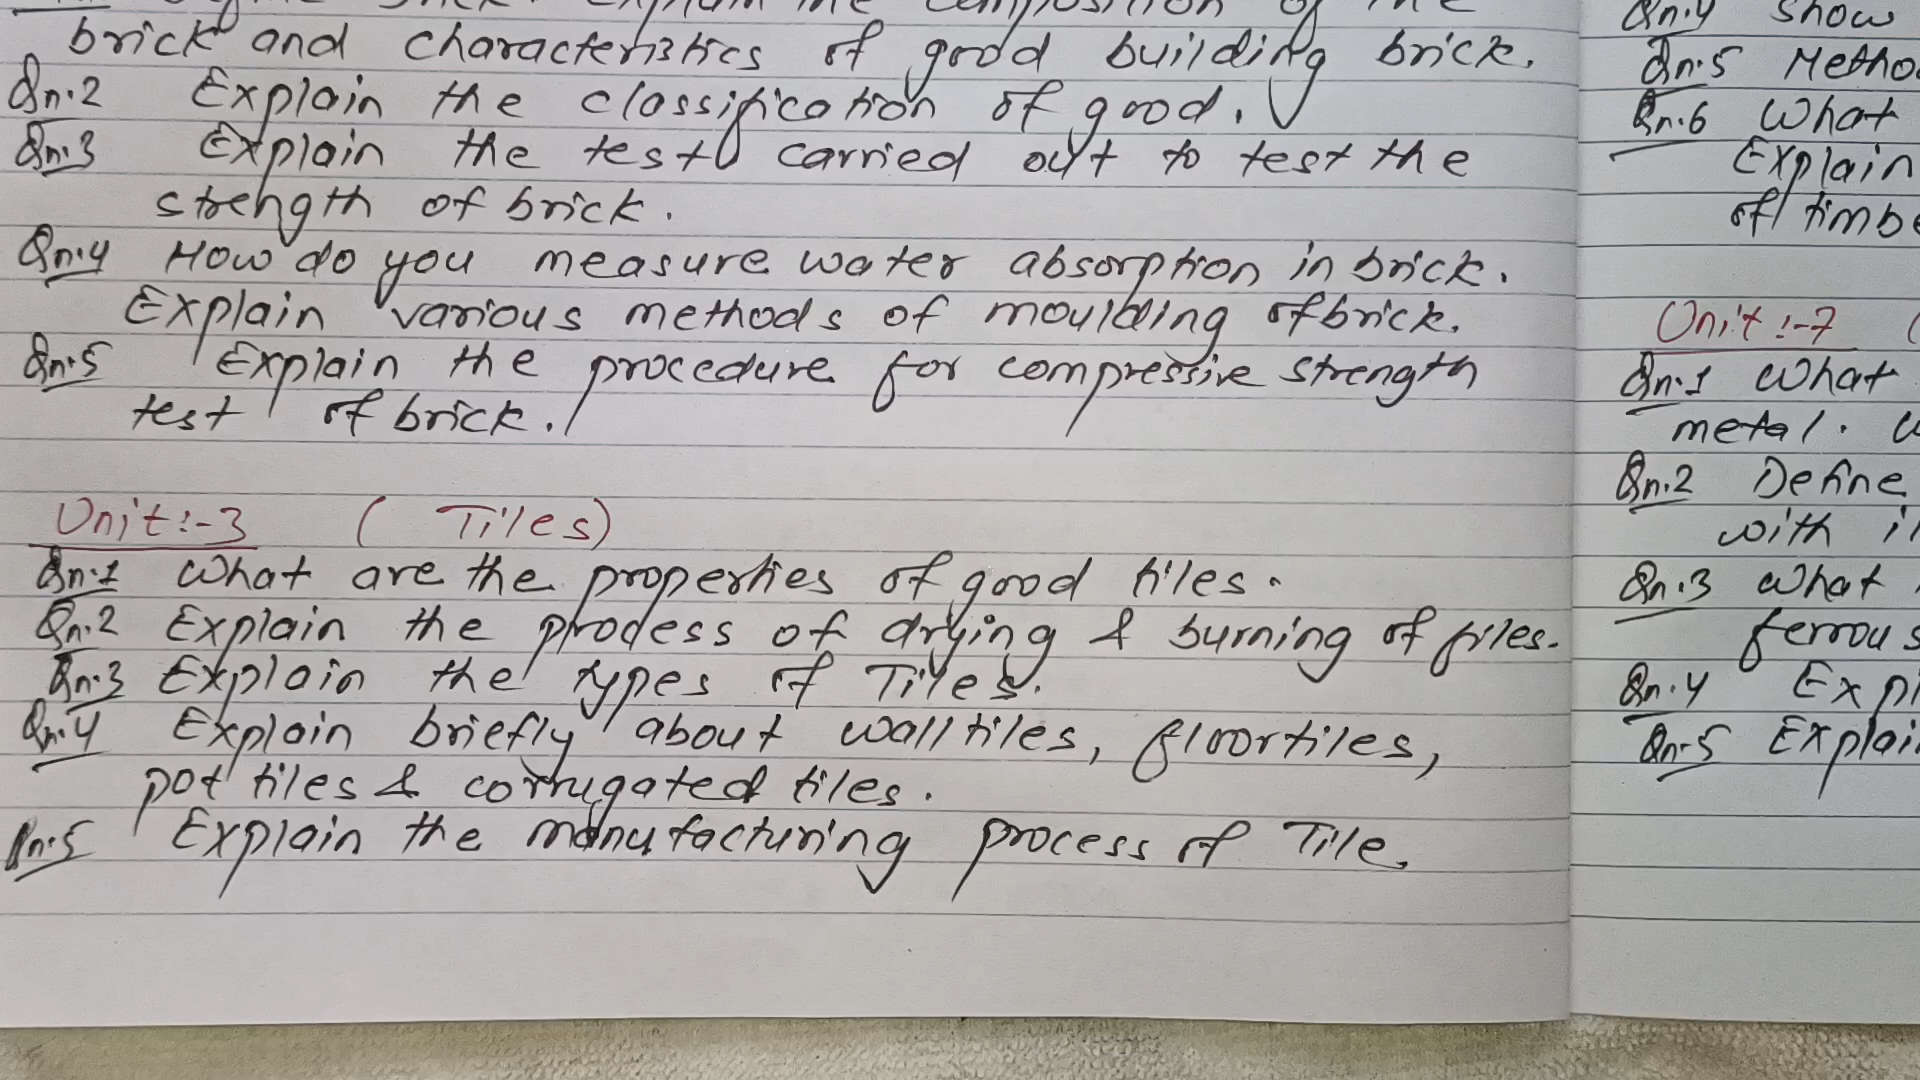 brick and characteristics of good building brick.
Qn.2 Explain the classification of good.
Qn.3 Explain the test carried out to test the
strength of brick.
Qn.4 How do you measure water absorption in brick.
Explain various methods of moulding of brick.
Qn.5 Explain the procedure for compressive strength
test of brick.
Unit:-3 ( Tiles)
Qn.1 What are the properties of good tiles.
Qn.2 Explain the process of drying & burning of tiles.
Qn.3 Explain the types of Tiles.
Qn.4 Explain briefly about wall tiles, floor tiles,
pot tiles & corrugated tiles.
Qn.5 Explain the manufacturing process of Tile.
Qn.4 Show
Qn.5 Metho
Qn.6 What
Explain
of timbe
Unit:-7 (
Qn.1 What
metal.
Qn.2 Define
with i
Qn.3 What
ferrous
Qn.4 Expl
Qn.5 Explai